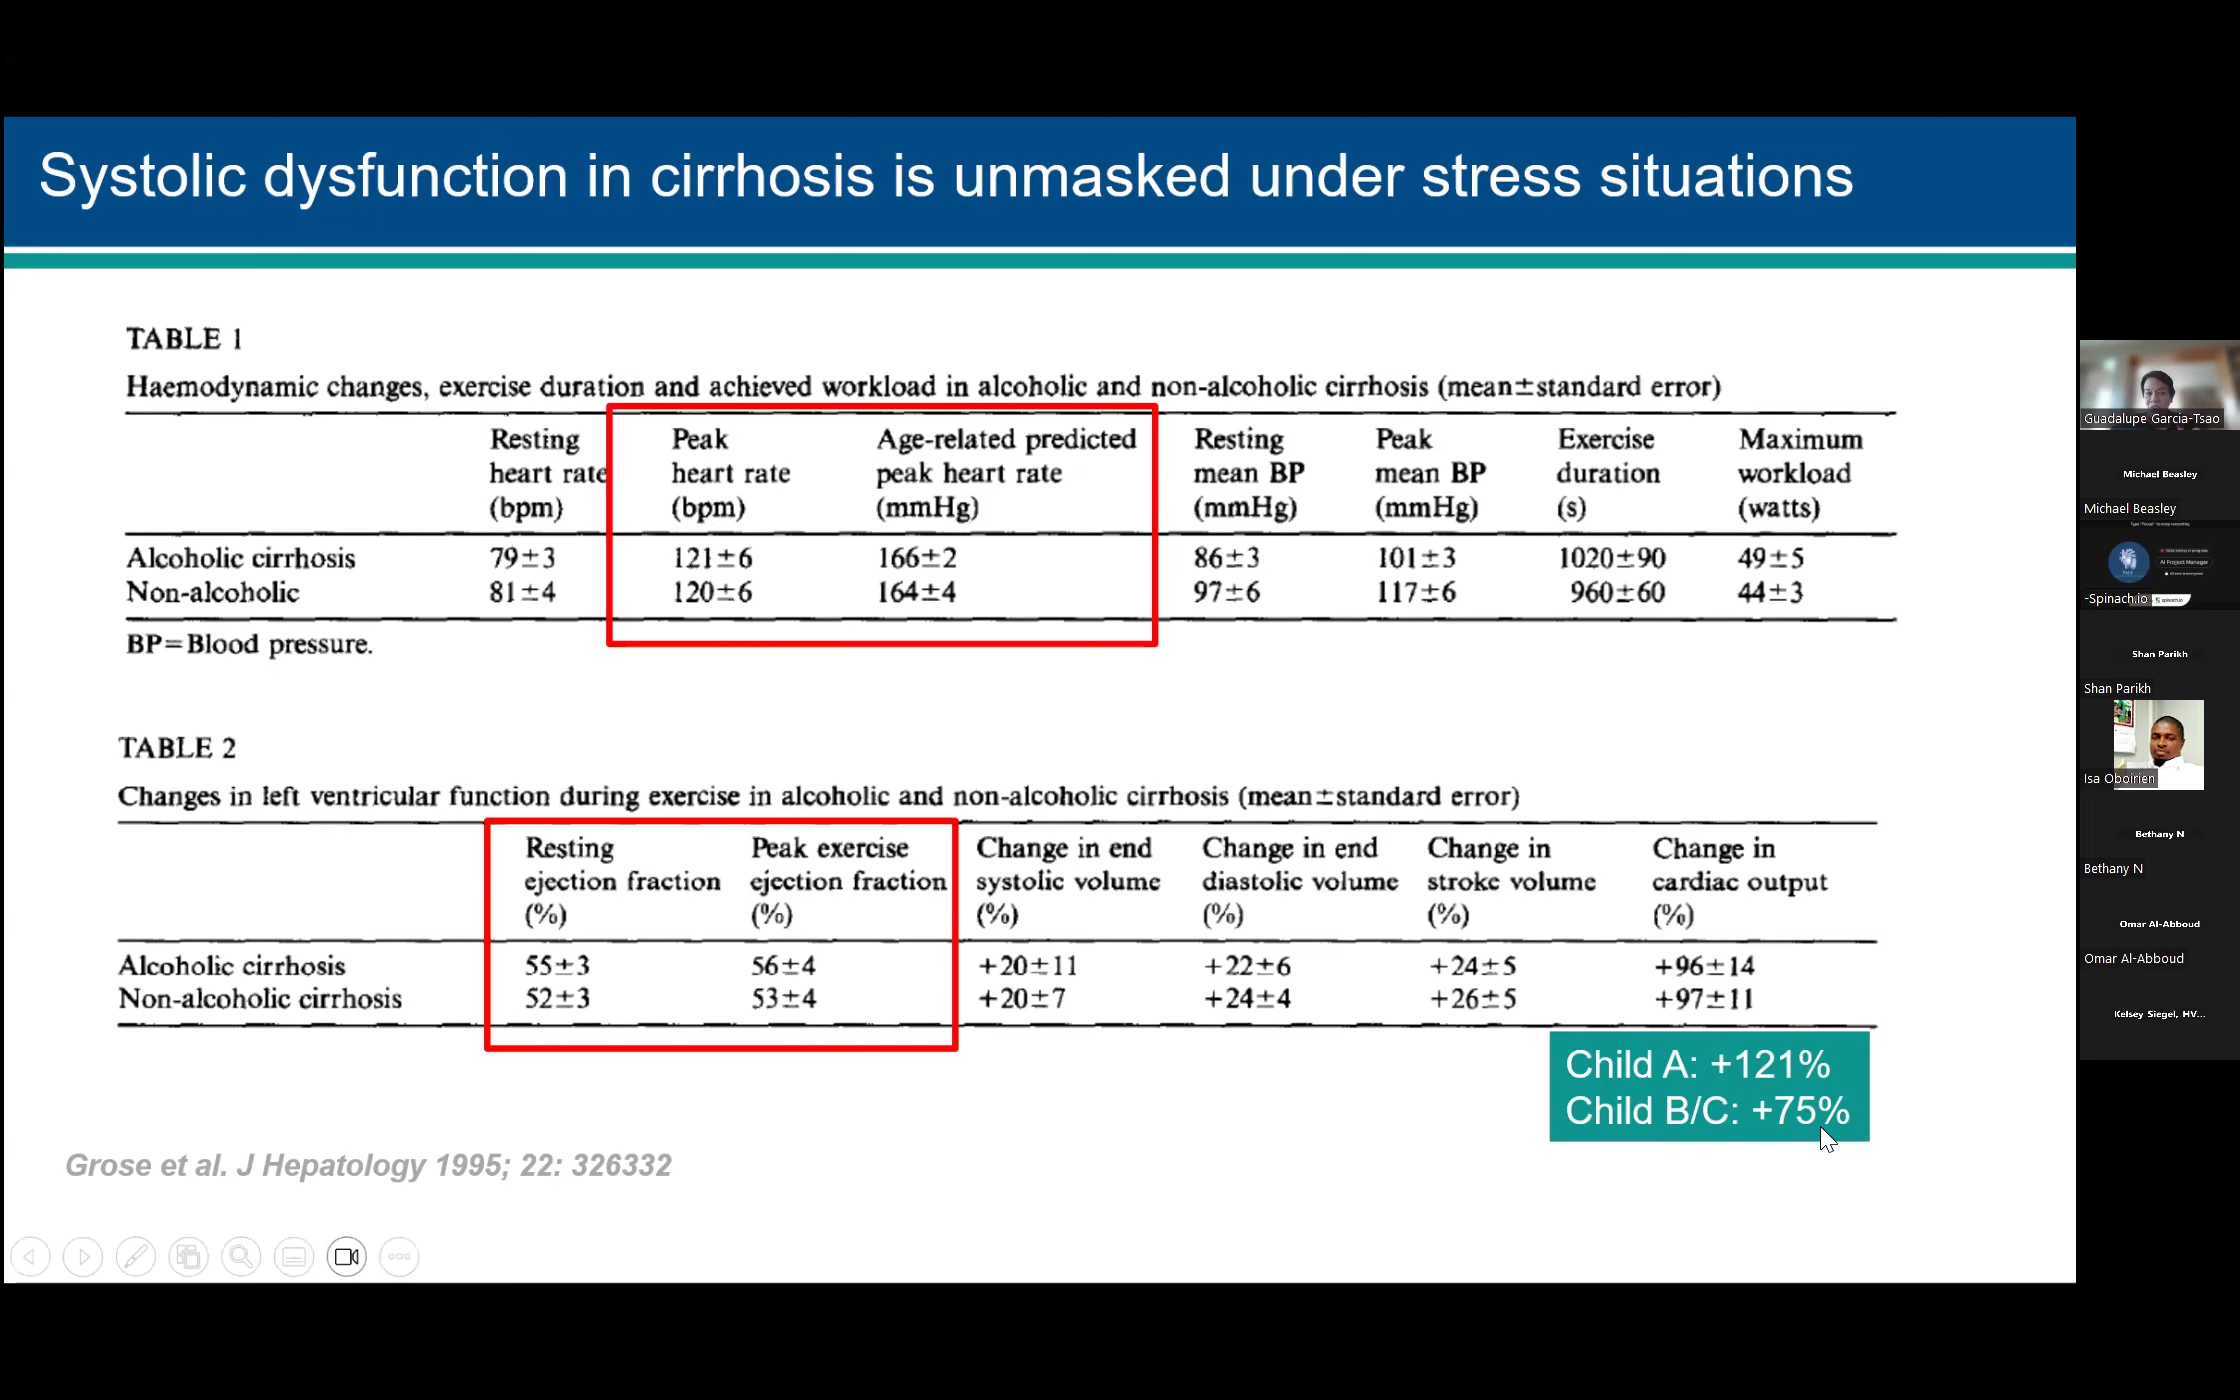 Systolic dysfunction in cirrhosis is unmasked under stress situations
TABLE 1
Haemodynamic changes, exercise duration and achieved workload in alcoholic and non-alcoholic cirrhosis (mean±standard error)
Resting heart rate (bpm) Peak heart rate (bpm) Age-related predicted peak heart rate (mmHg) Resting mean BP (mmHg) Peak mean BP (mmHg) Exercise duration (s) Maximum workload (watts)
Alcoholic cirrhosis 79±3 121±6 166±2 86±3 101±3 1020±90 49±5
Non-alcoholic 81±4 120±6 164±4 97±6 117±6 960±60 44±3
BP=Blood pressure.
TABLE 2
Changes in left ventricular function during exercise in alcoholic and non-alcoholic cirrhosis (mean±standard error)
Resting ejection fraction (%) Peak exercise ejection fraction (%) Change in end systolic volume (%) Change in end diastolic volume (%) Change in stroke volume (%) Change in cardiac output (%)
Alcoholic cirrhosis 55±3 56±4 +20±11 +22±6 +24±5 +96±14
Non-alcoholic cirrhosis 52±3 53±4 +20±7 +24±4 +26±5 +97±11
Child A: +121%
Child B/C: +75%
Grose et al. J Hepatology 1995; 22: 326332
Guadalupe Garcia-Tsao
Michael Beasley
Michael Beasley
AI Project Manager
-Spinach.io
spinach.io
Shan Parikh
Shan Parikh
Isa Oboirien
Bethany N
Bethany N
Omar Al-Abboud
Omar Al-Abboud
Kelsey Siegel, HV...